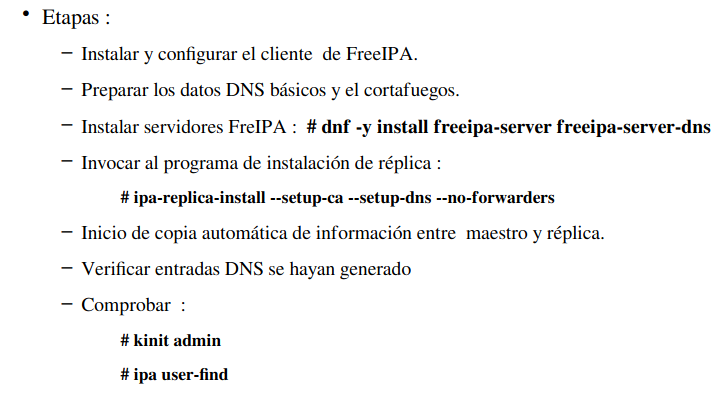 • Etapas :
– Instalar y configurar el cliente de FreeIPA.
– Preparar los datos DNS básicos y el cortafuegos.
– Instalar servidores FreIPA : # dnf -y install freeipa-server freeipa-server-dns
– Invocar al programa de instalación de réplica :
# ipa-replica-install --setup-ca --setup-dns --no-forwarders
– Inicio de copia automática de información entre maestro y réplica.
– Verificar entradas DNS se hayan generado
– Comprobar :
# kinit admin
# ipa user-find